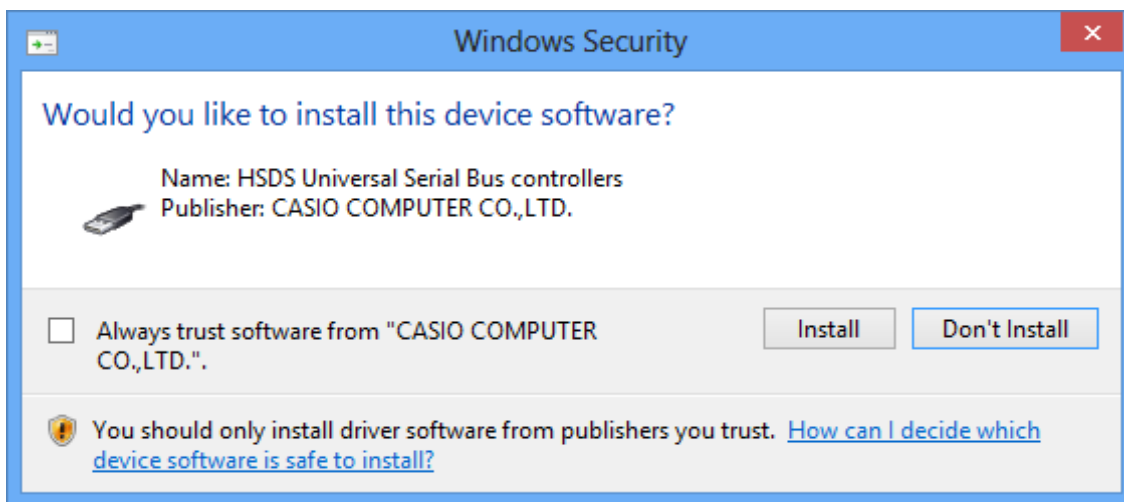 Windows Security
Would you like to install this device software?
Name: HSDS Universal Serial Bus controllers
Publisher: CASIO COMPUTER CO.,LTD.
Always trust software from "CASIO COMPUTER
CO.,LTD.".
Install
Don't Install
You should only install driver software from publishers you trust. How can I decide which
device software is safe to install?